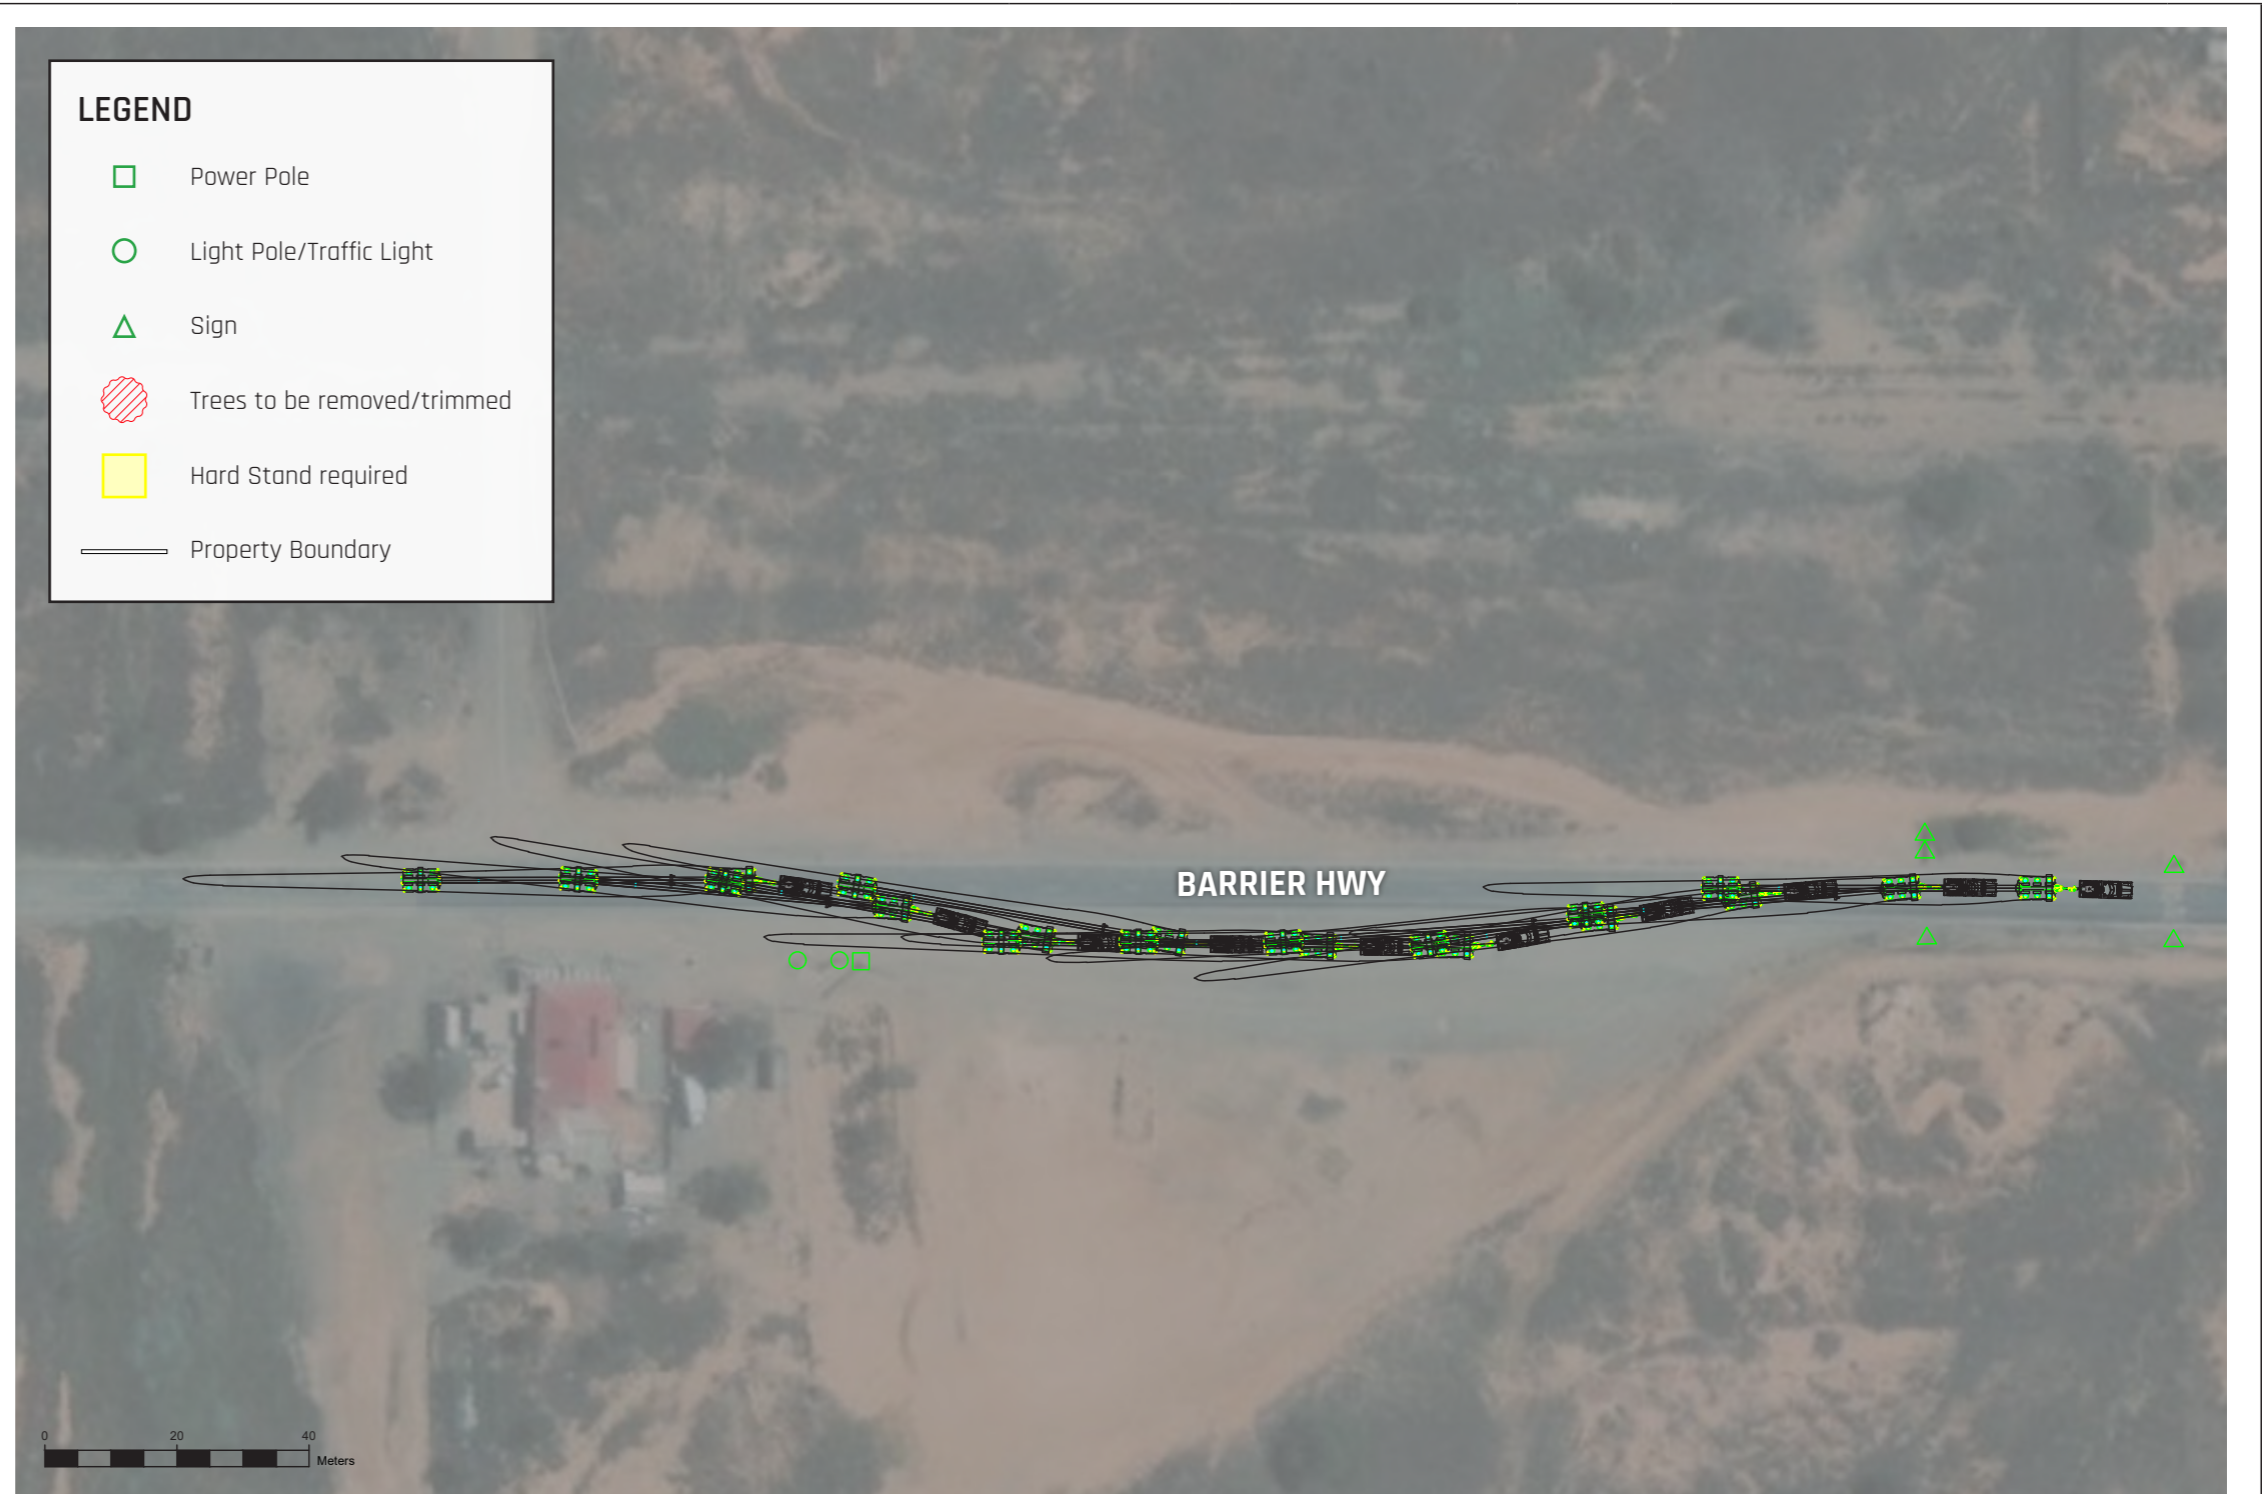 LEGEND
Power Pole
Light Pole/Traffic Light
Sign
Trees to be removed/trimmed
Hard Stand required
Property Boundary
BARRIER HWY
0 20 40
Meters